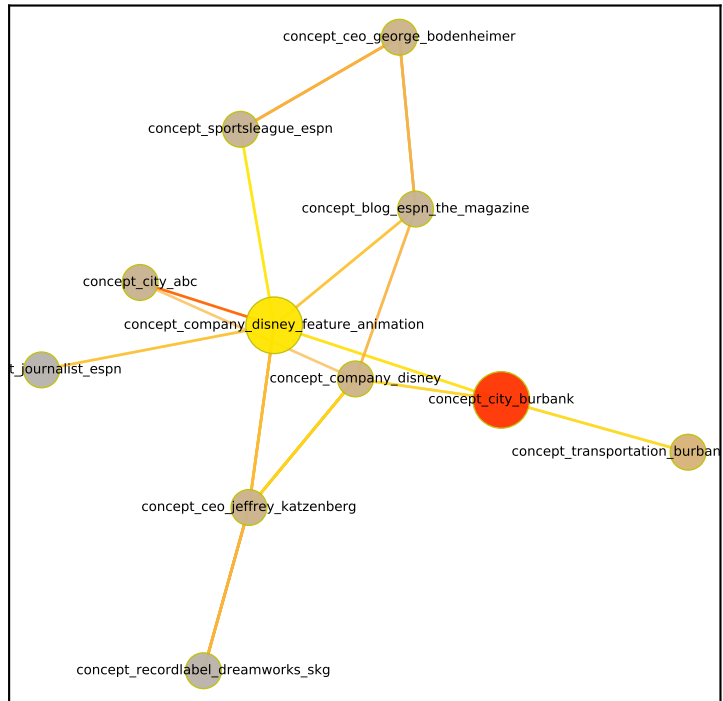 concept_ceo_george_bodenheimer
concept_sportsleague_espn
concept_blog_espn_the_magazine
concept_city_abc
concept_company_disney_feature_animation
t_journalist_espn
concept_company_disney
concept_city_burbank
concept_transportation_burban
concept_ceo_jeffrey_katzenberg
concept_recordlabel_dreamworks_skg